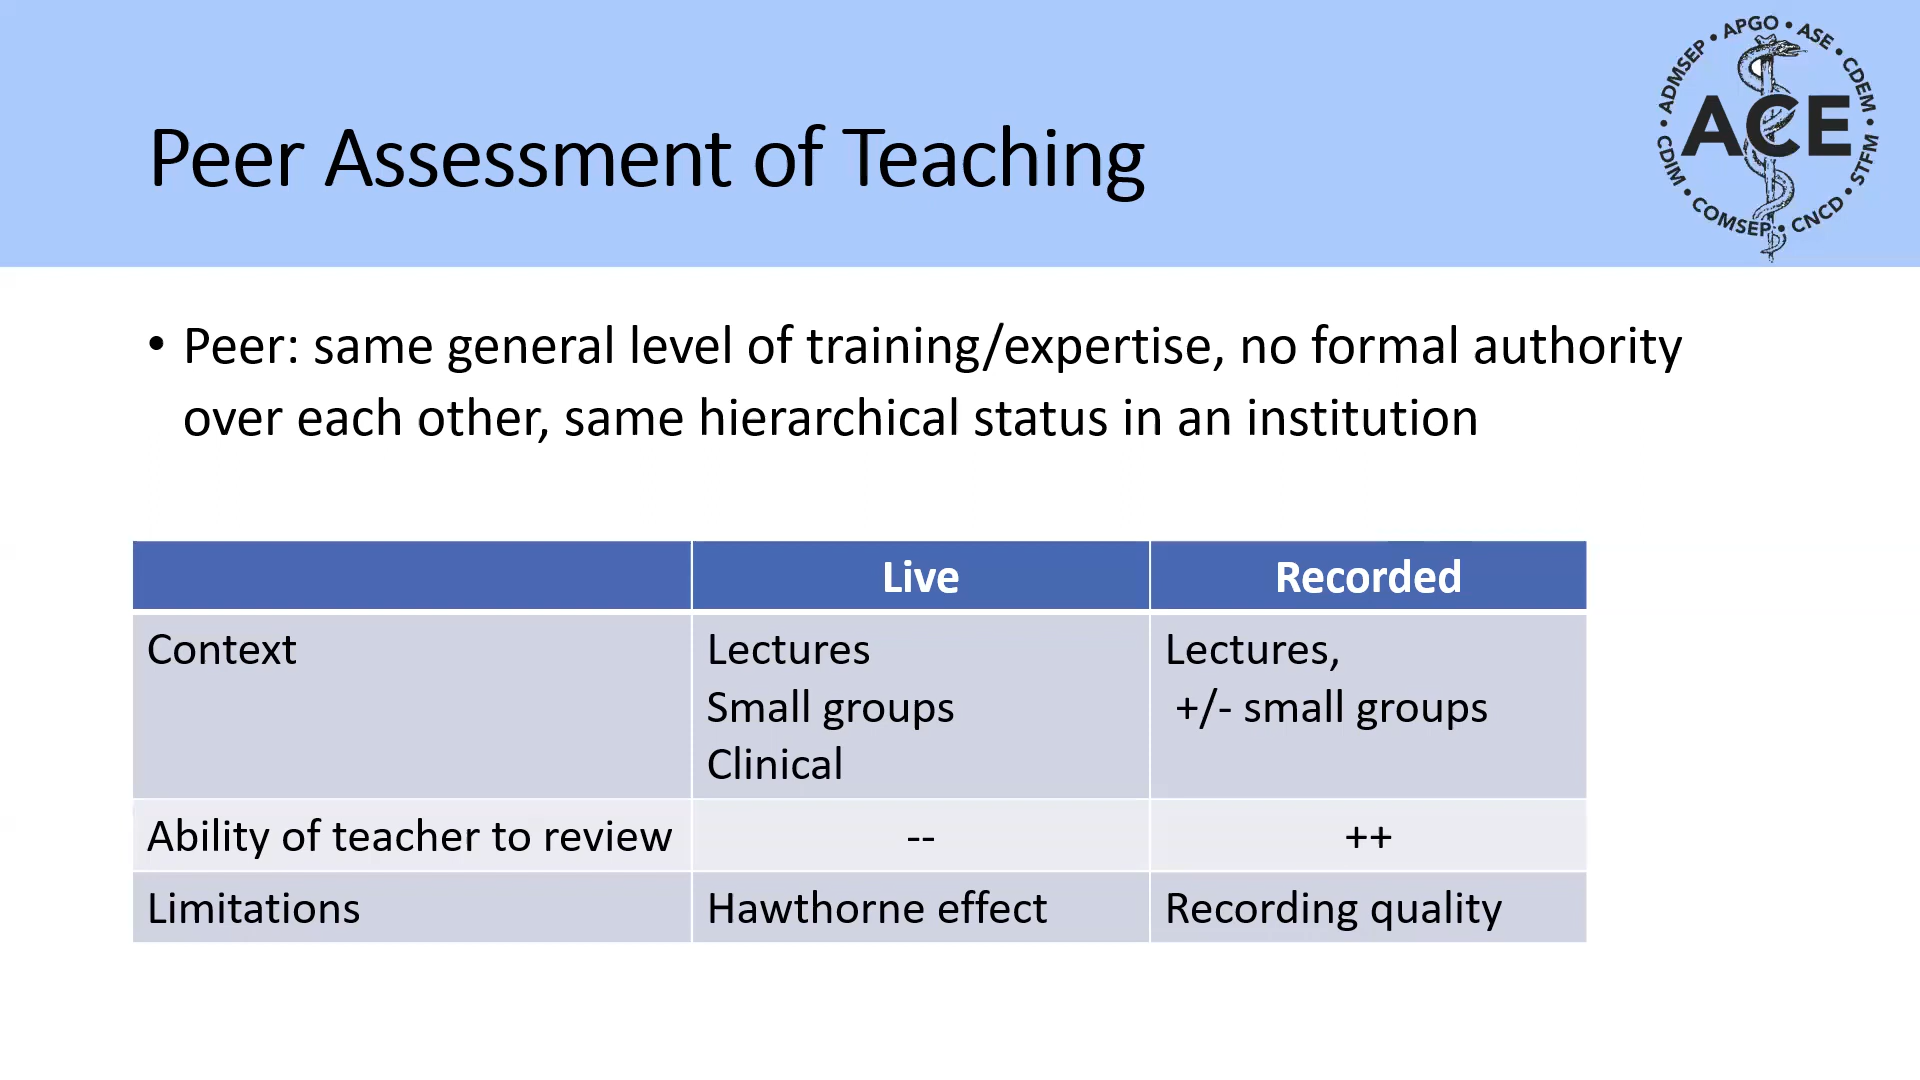 Peer Assessment of Teaching
ADMSEP • APGO • ASE • CDEM • STFM • CNCD • COMSEP • CDIM •
ACE
• Peer: same general level of training/expertise, no formal authority
over each other, same hierarchical status in an institution
Live Recorded
Context Lectures Lectures,
Small groups +/- small groups
Clinical
Ability of teacher to review -- ++
Limitations Hawthorne effect Recording quality